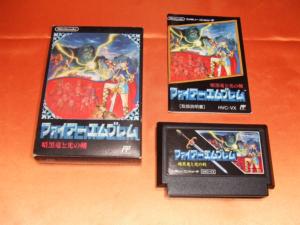 Nintendo
ファイアーエムブレム
暗黒竜と光の剣
Nintendo
ファイアーエムブレム
暗黒竜と光の剣
[取扱説明書]
HVC-VX
ファイアーエムブレム
暗黒竜と光の剣